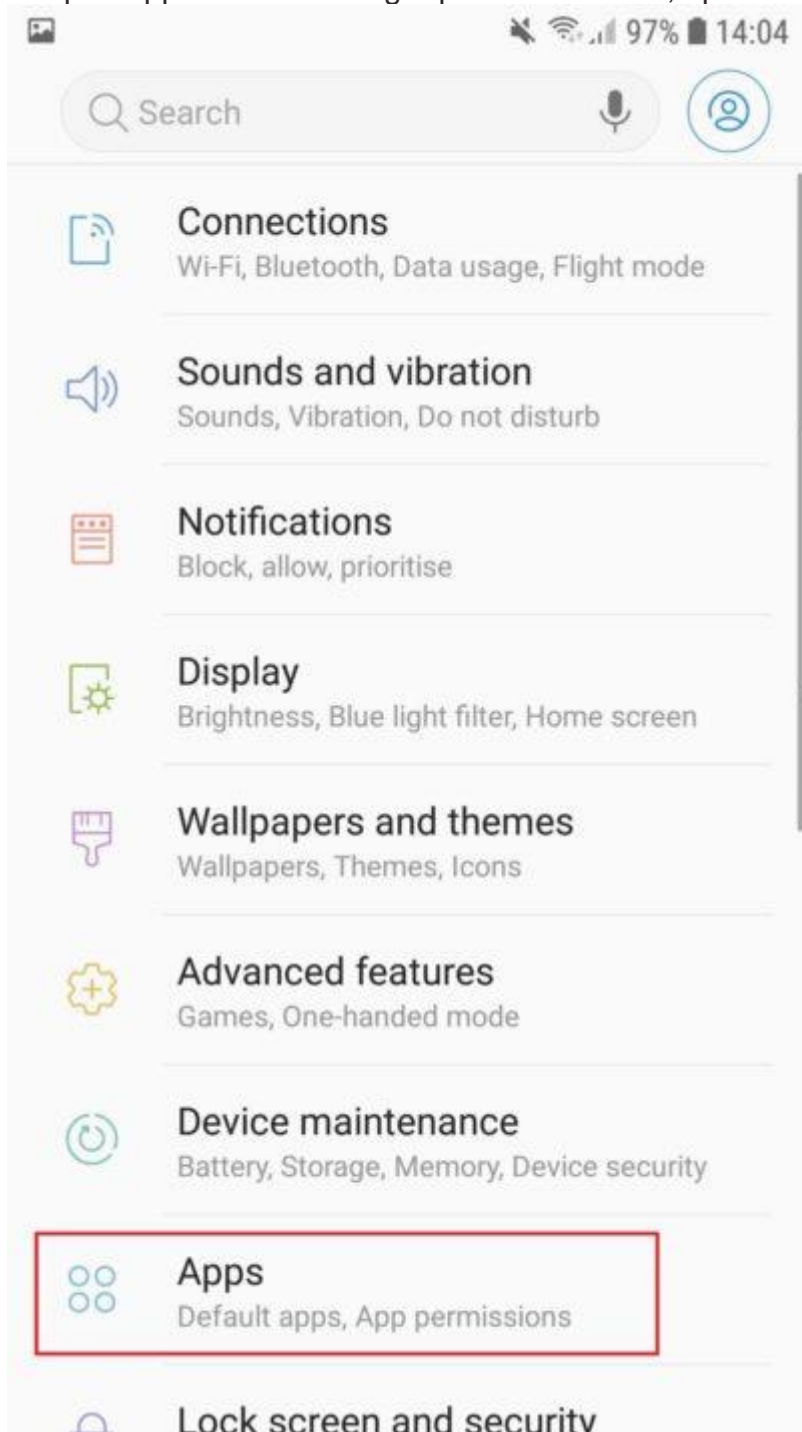 97% 14:04
Search
Connections
Wi-Fi, Bluetooth, Data usage, Flight mode
Sounds and vibration
Sounds, Vibration, Do not disturb
Notifications
Block, allow, prioritise
Display
Brightness, Blue light filter, Home screen
Wallpapers and themes
Wallpapers, Themes, Icons
Advanced features
Games, One-handed mode
Device maintenance
Battery, Storage, Memory, Device security
Apps
Default apps, App permissions
Lock screen and security